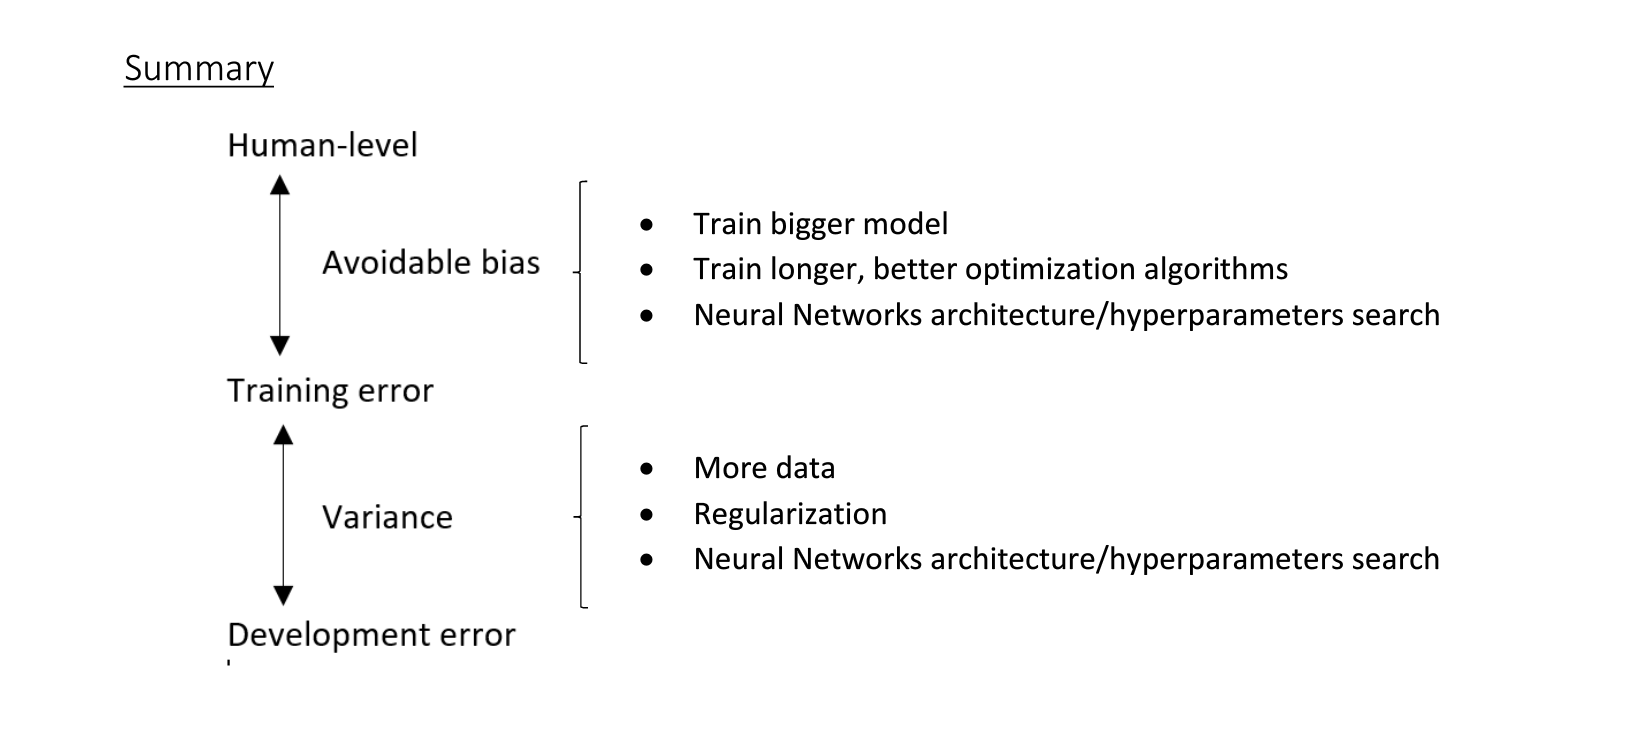 Summary
Human-level
Avoidable bias
• Train bigger model
• Train longer, better optimization algorithms
• Neural Networks architecture/hyperparameters search
Training error
Variance
• More data
• Regularization
• Neural Networks architecture/hyperparameters search
Development error